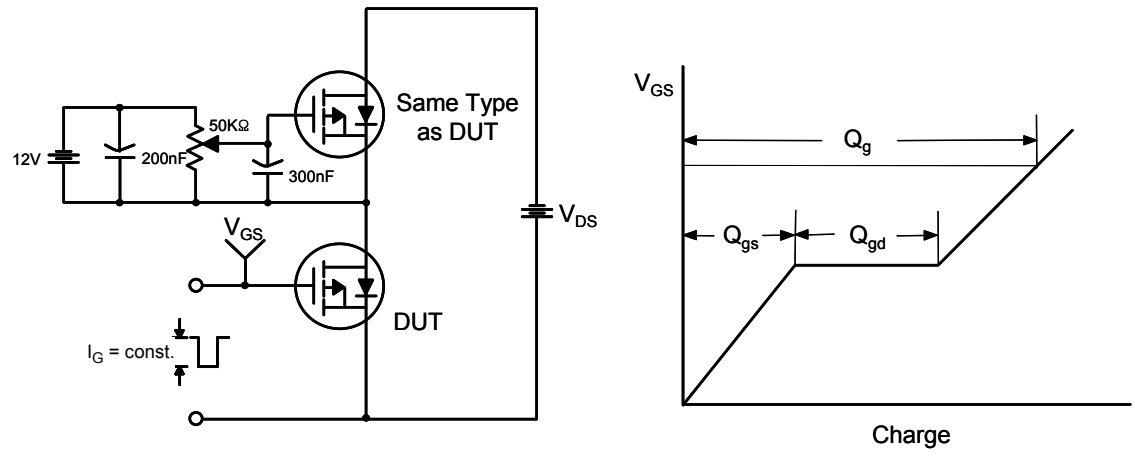 12V
200nF
50KΩ
300nF
Same Type
as DUT
V_DS
V_GS
DUT
I_G = const.
V_GS
Q_g
Q_gs
Q_gd
Charge